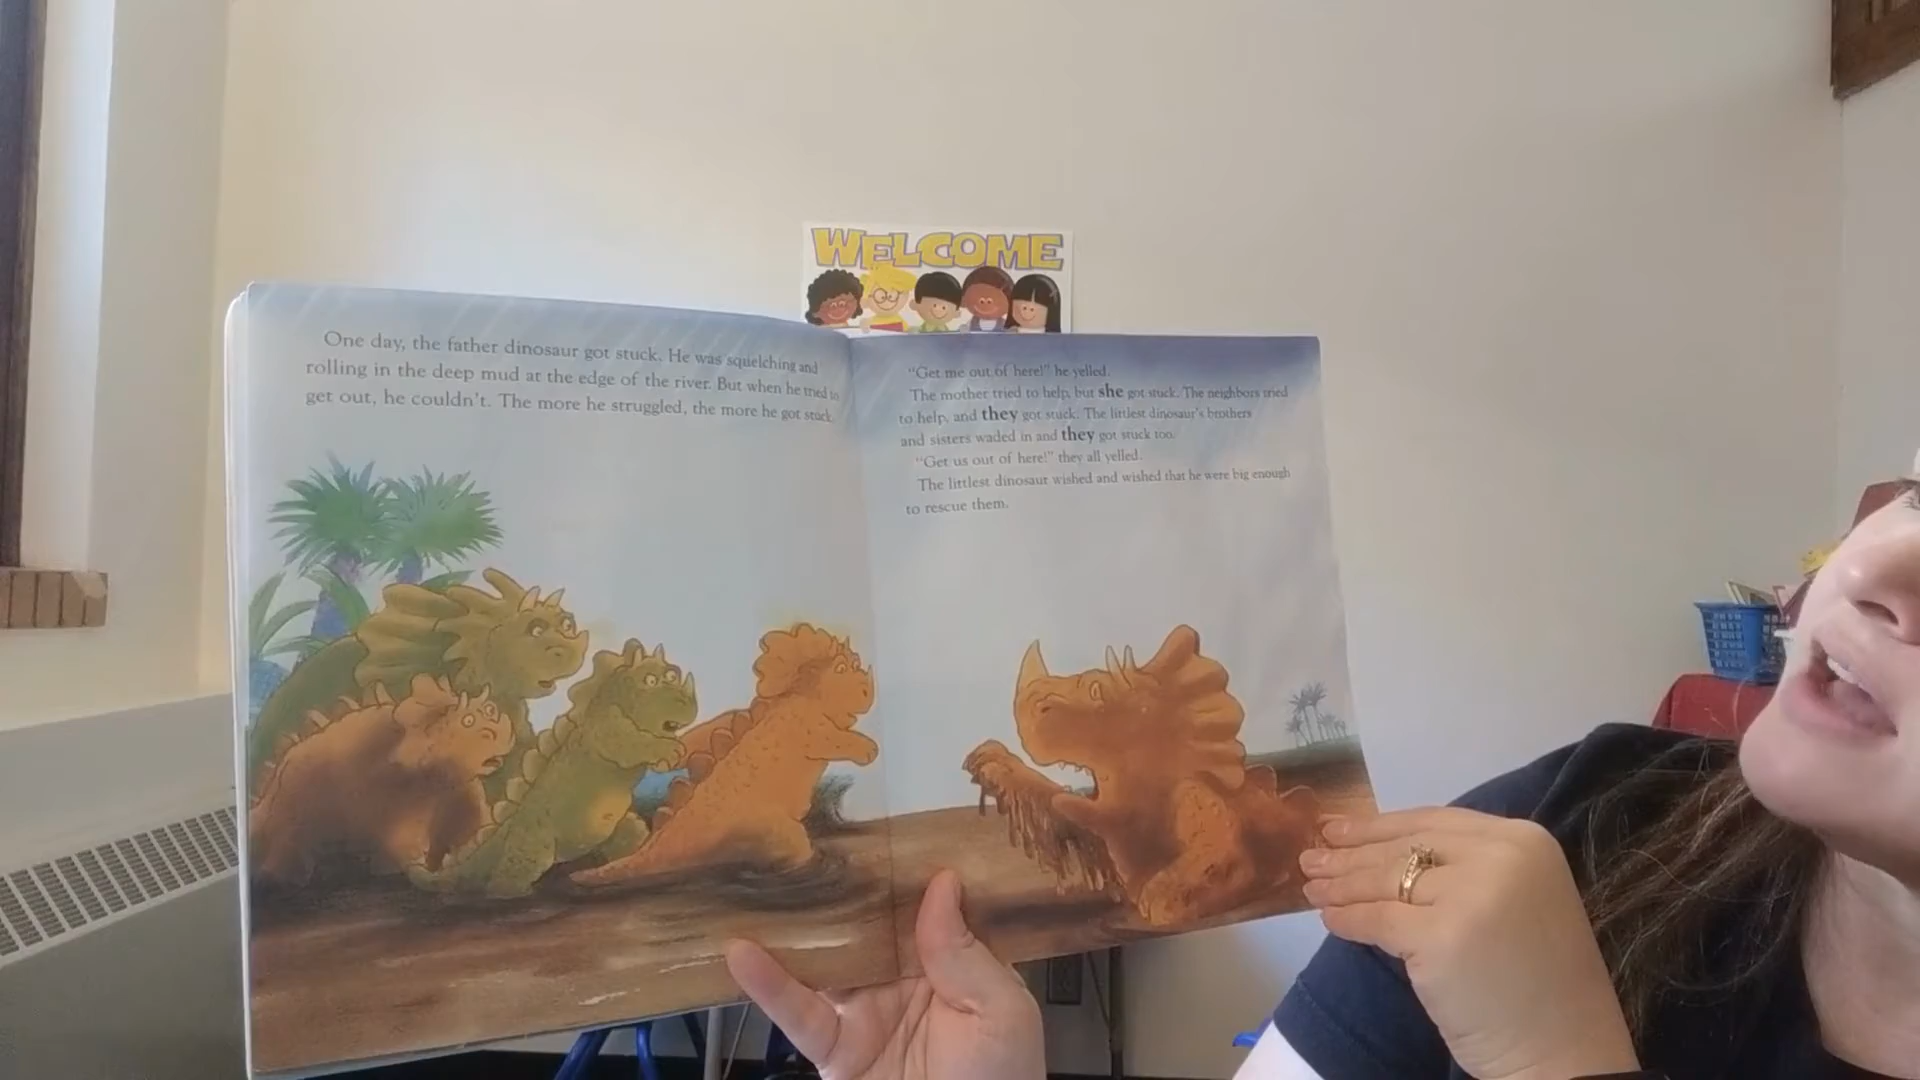 WELCOME
One day, the father dinosaur got stuck. He was squelching and
rolling in the deep mud at the edge of the river. But when he tried to
get out, he couldn't. The more he struggled, the more he got stuck.
"Get me out of here!" he yelled.
The mother tried to help, but she got stuck. The neighbors tried
to help, and they got stuck. The littlest dinosaur's brothers
and sisters waded in and they got stuck too.
"Get us out of here!" they all yelled.
The littlest dinosaur wished and wished that he were big enough
to rescue them.